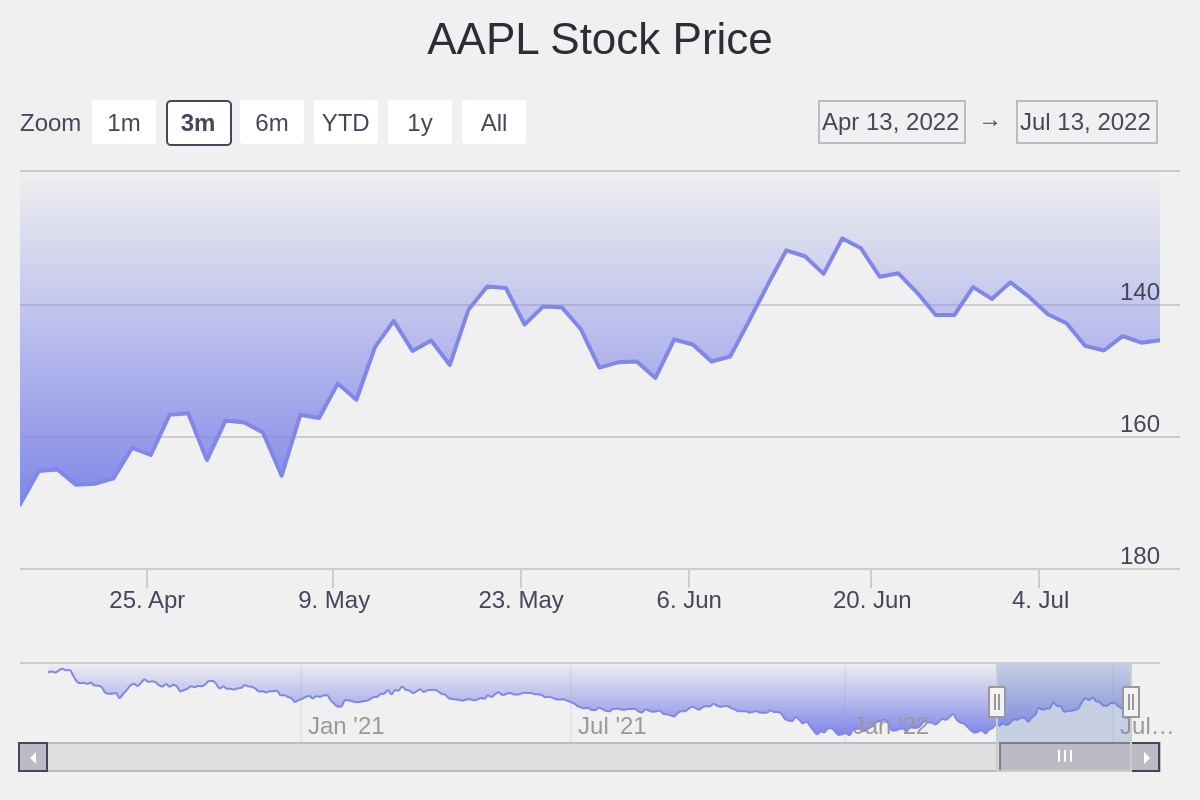 AAPL Stock Price
Zoom 1m 3m 6m YTD 1y All Apr 13, 2022 → Jul 13, 2022
140
160
180
25. Apr 9. May 23. May 6. Jun 20. Jun 4. Jul
Jan '21 Jul '21 Jan '22 Jul…